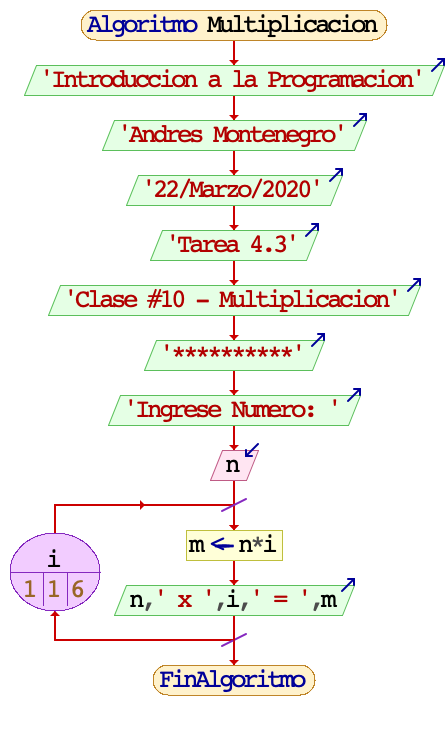 Algoritmo Multiplicacion
'Introduccion a la Programacion'
'Andres Montenegro'
'22/Marzo/2020'
'Tarea 4.3'
'Clase #10 - Multiplicacion'
'**********'
'Ingrese Numero: '
n
i
1 1 6
m ← n*i
n,' x ',i,' = ',m
FinAlgoritmo